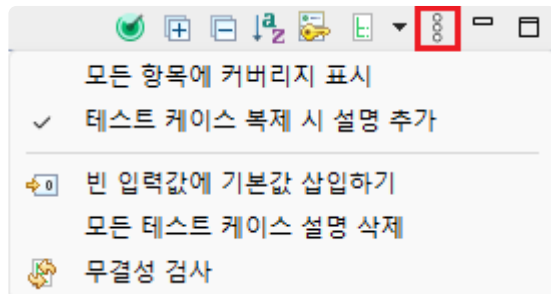 모든 항목에 커버리지 표시
테스트 케이스 복제 시 설명 추가
빈 입력값에 기본값 삽입하기
모든 테스트 케이스 설명 삭제
무결성 검사